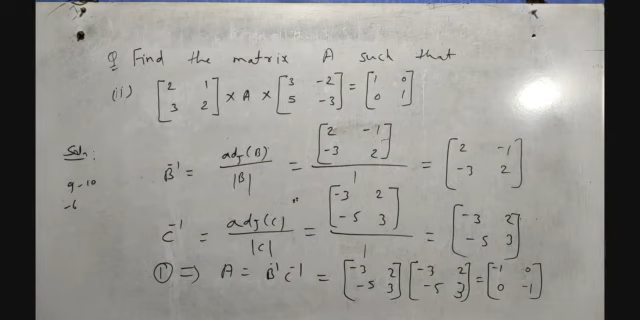 Q Find the matrix A such that
(ii) [2 1; 3 2] × A × [3 -2; 5 -3] = [1 0; 0 1]
Soln:
B⁻¹ = adj(B)/|B| = [2 -1; -3 2]/1 = [2 -1; -3 2]
9-10
-6
C⁻¹ = adj(C)/|C| = [-3 2; -5 3]/1 = [-3 2; -5 3]
① => A = B⁻¹ C⁻¹ = [-3 2; -5 3] [-3 2; -5 3] = [-1 0; 0 -1]